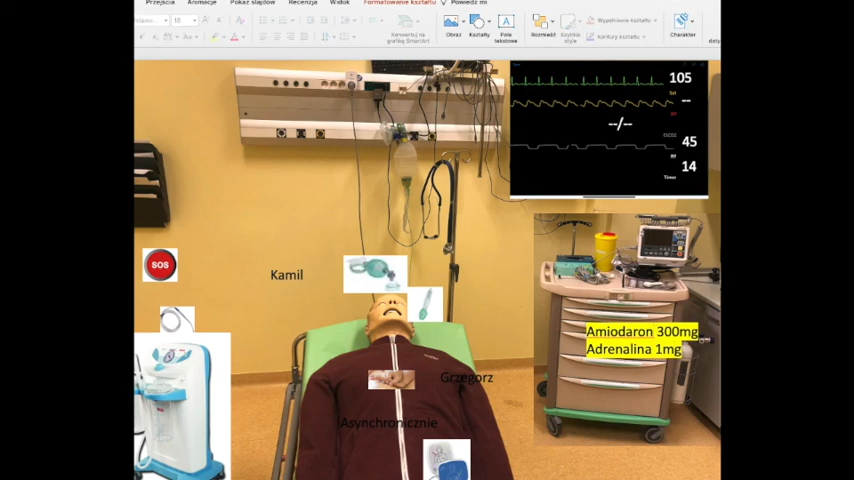 Przejścia Animacje Pokaz slajdów Recenzja Widok Formatowanie kształtu Powiedz mi
18
Konwertuj na
grafikę SmartArt
Obraz
Kształty
Pole
tekstowe
Rozmieść
Szybkie
style
Wypełnienie kształtu
Kontury kształtu
Charakter
105
--
--/--
45
14
SOS
Kamil
Amiodaron 300mg
Adrenalina 1mg
Grzegorz
Asynchronicznie